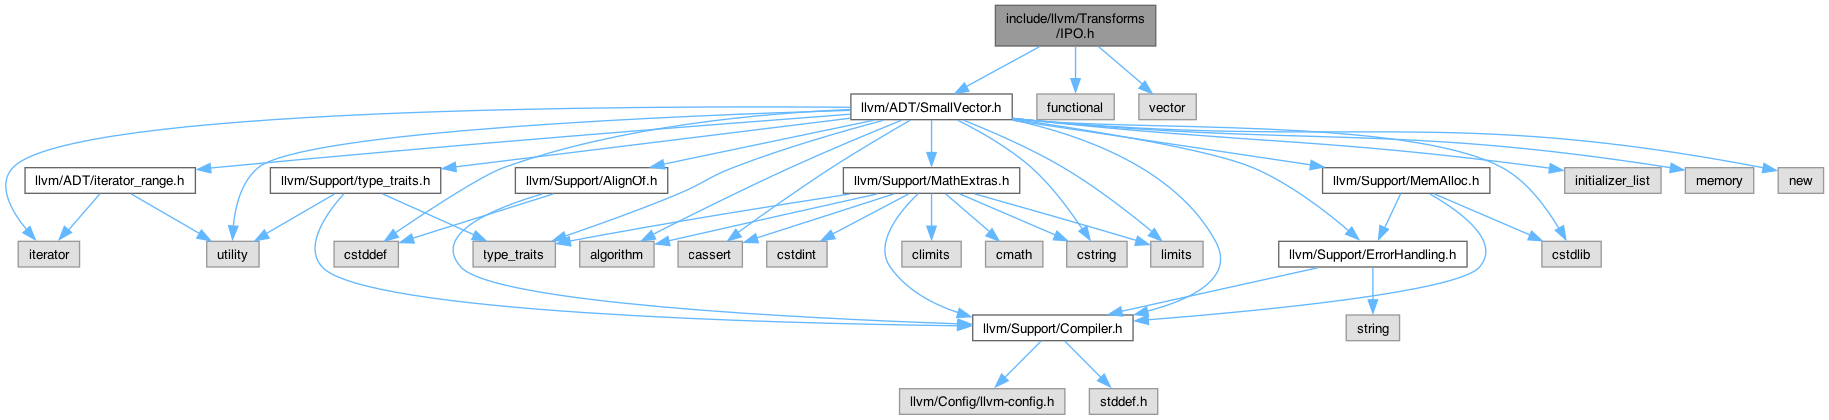 include/llvm/Transforms
/IPO.h
llvm/ADT/SmallVector.h
functional
vector
llvm/ADT/iterator_range.h
llvm/Support/type_traits.h
llvm/Support/AlignOf.h
llvm/Support/MathExtras.h
llvm/Support/MemAlloc.h
initializer_list
memory
new
iterator
utility
cstddef
type_traits
algorithm
cassert
cstdint
climits
cmath
cstring
limits
llvm/Support/ErrorHandling.h
cstdlib
llvm/Support/Compiler.h
string
llvm/Config/llvm-config.h
stddef.h